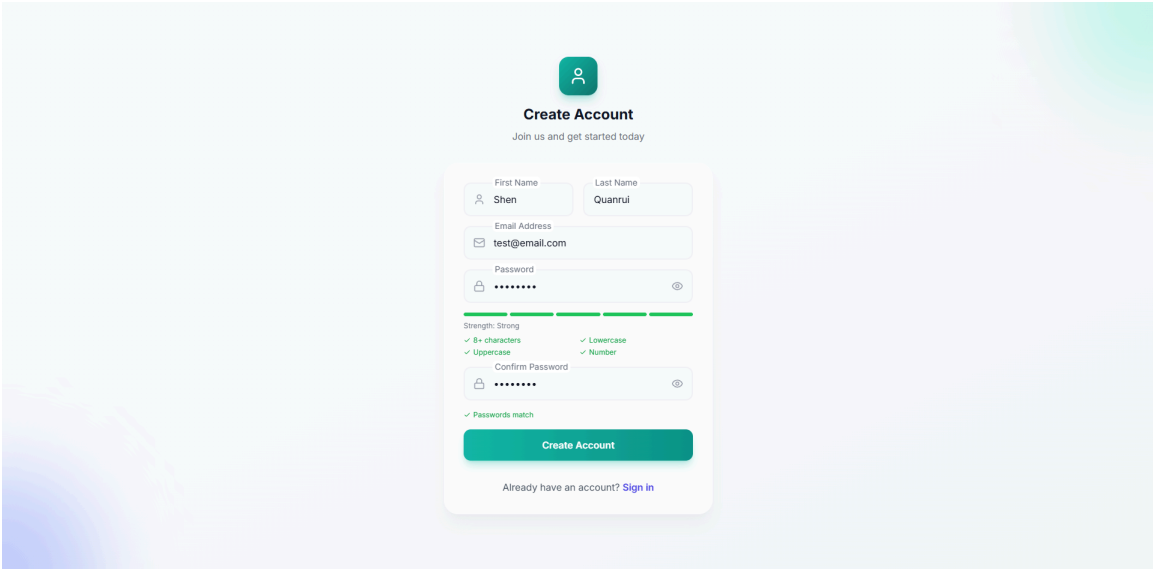 Create Account
Join us and get started today
First Name
Last Name
Shen
Quanrui
Email Address
test@email.com
Password
••••••••
Strength: Strong
✓ 8+ characters
✓ Lowercase
✓ Uppercase
✓ Number
Confirm Password
••••••••
✓ Passwords match
Create Account
Already have an account? Sign in